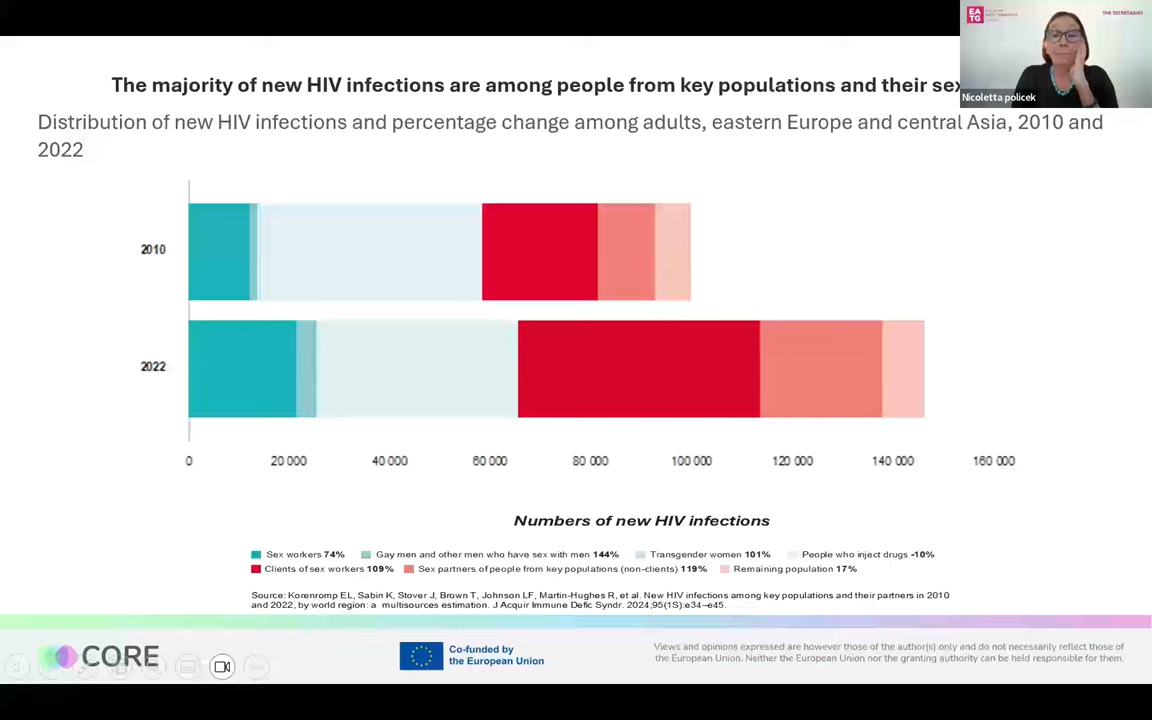 EATG
THE SECRETARIAT
Nicoletta policek
The majority of new HIV infections are among people from key populations and their sex
Distribution of new HIV infections and percentage change among adults, eastern Europe and central Asia, 2010 and
2022
2010
2022
0 20 000 40 000 60 000 80 000 100 000 120 000 140 000 160 000
Numbers of new HIV infections
Sex workers 74% Gay men and other men who have sex with men 144% Transgender women 101% People who inject drugs -10%
Clients of sex workers 109% Sex partners of people from key populations (non-clients) 119% Remaining population 17%
Source: Korenromp EL, Sabin K, Stover J, Brown T, Johnson LF, Martin-Hughes R, et al. New HIV infections among key populations and their partners in 2010
and 2022, by world region: a multisources estimation. J Acquir Immune Defic Syndr. 2024;95(1S):e34–e45.
CORE
Co-funded by
the European Union
Views and opinions expressed are however those of the author(s) only and do not necessarily reflect those of
the European Union. Neither the European Union nor the granting authority can be held responsible for them.